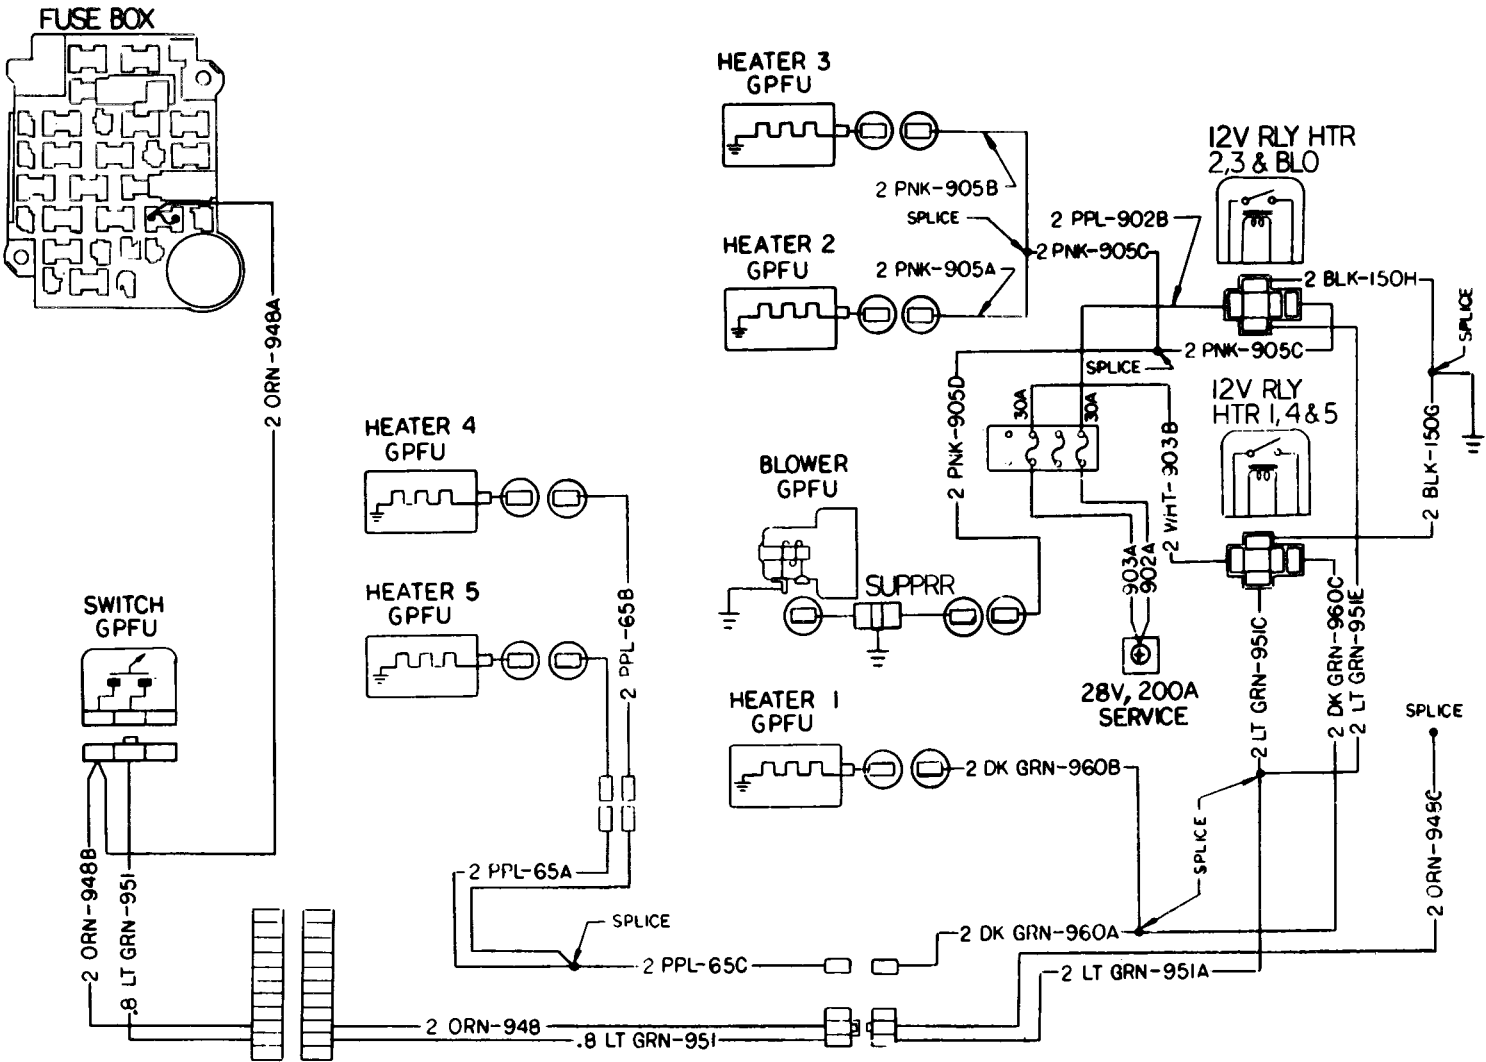 FUSE BOX
HEATER 3
GPFU
12V RLY HTR
2,3 & BLO
2 PNK-905B
SPLICE
2 PPL-902B
HEATER 2
GPFU
2 PNK-905C
2 PNK-905A
2 BLK-150H
SPLICE
2 ORN-948A
2 PNK-905C
SPLICE
12V RLY
HTR 1, 4 & 5
30A
30A
2 PNK-905D
HEATER 4
GPFU
BLOWER
GPFU
2 WHT-903B
2 BLK-150G
903A
902A
SUPPRR
HEATER 5
GPFU
SWITCH
GPFU
2 PPL-65B
2 LT GRN-951C
2 DK GRN-960C
2 LT GRN-951E
28V, 200A
SERVICE
HEATER 1
GPFU
SPLICE
2 DK GRN-960B
SPLICE
2 ORN-948C
2 PPL-65A
2 ORN-948B
.8 LT GRN-951
SPLICE
2 DK GRN-960A
2 PPL-65C
2 LT GRN-951A
2 ORN-948
.8 LT GRN-951